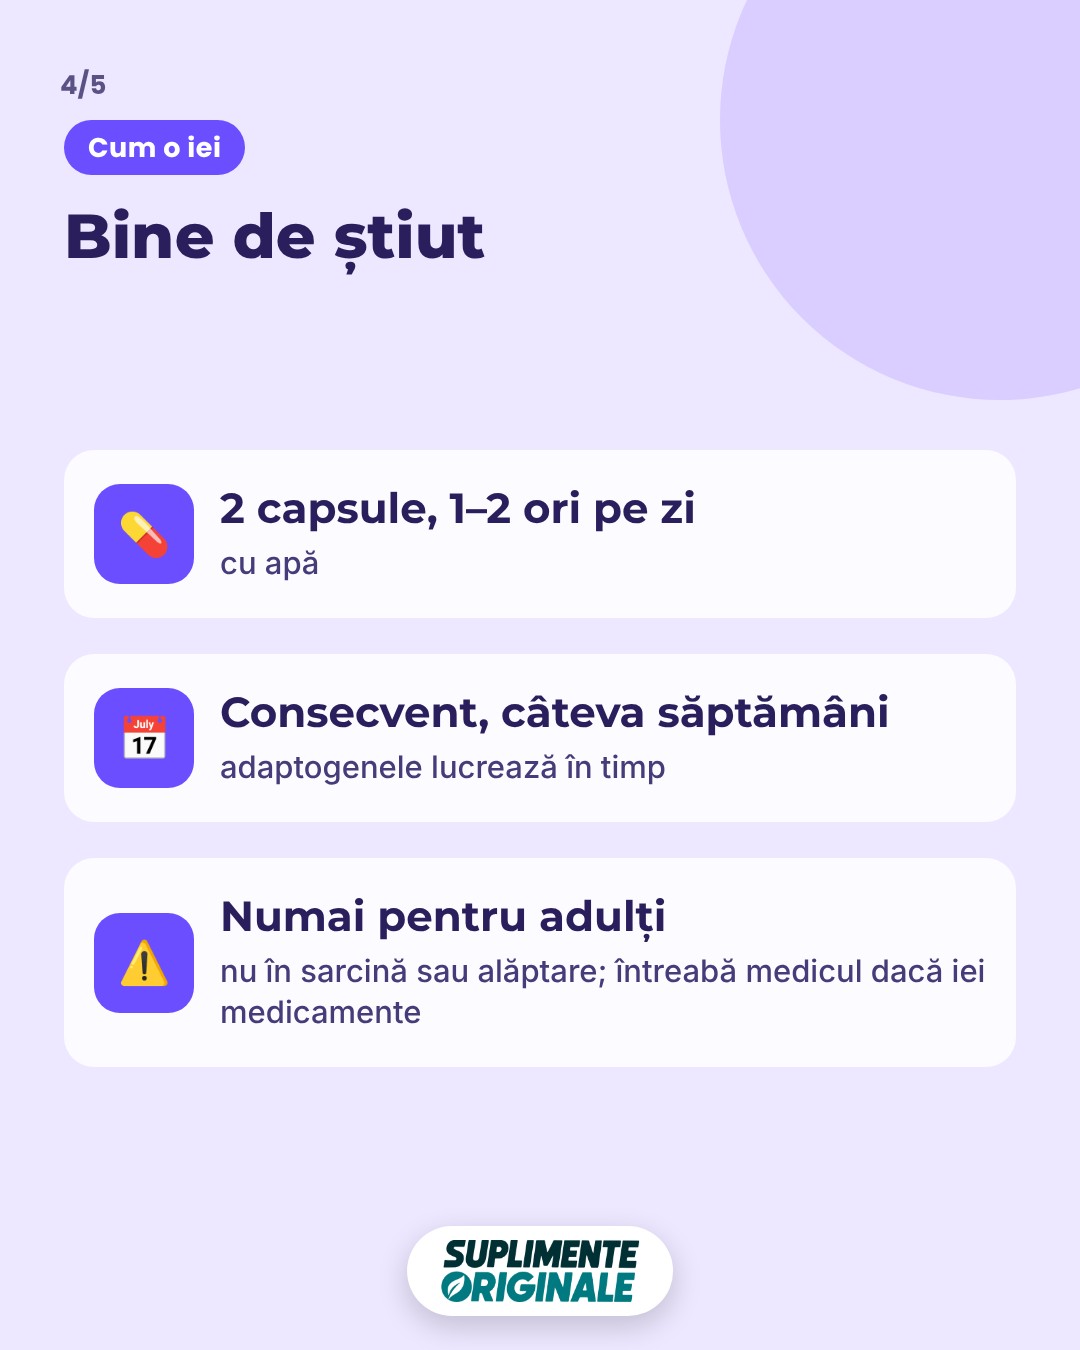 4/5
Cum o iei
Bine de știut
2 capsule, 1–2 ori pe zi
cu apă
July
17
Consecvent, câteva săptămâni
adaptogenele lucrează în timp
Numai pentru adulți
nu în sarcină sau alăptare; întreabă medicul dacă iei
medicamente
SUPLIMENTE
ORIGINALE